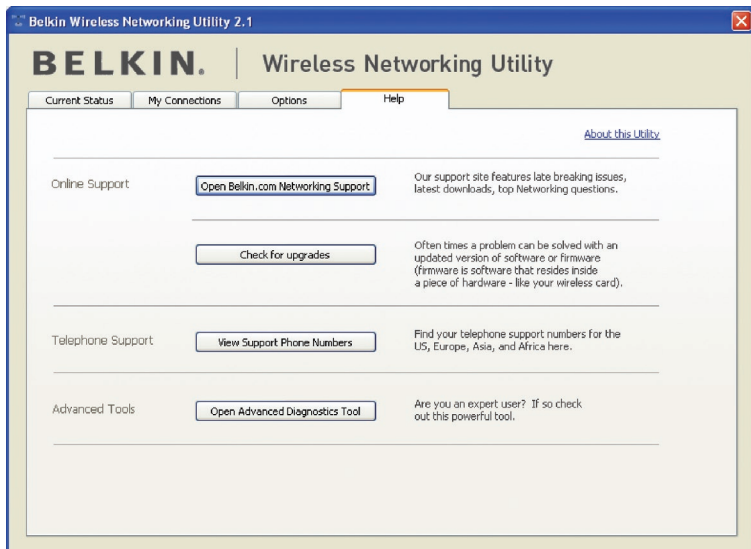 Belkin Wireless Networking Utility 2.1
BELKIN. | Wireless Networking Utility
Current Status
My Connections
Options
Help
About this Utility
Online Support
Open Belkin.com Networking Support
Our support site features late breaking issues,
latest downloads, top Networking questions.
Check for upgrades
Often times a problem can be solved with an
updated version of software or firmware
(firmware is software that resides inside
a piece of hardware - like your wireless card).
Telephone Support
View Support Phone Numbers
Find your telephone support numbers for the
US, Europe, Asia, and Africa here.
Advanced Tools
Open Advanced Diagnostics Tool
Are you an expert user? If so check
out this powerful tool.